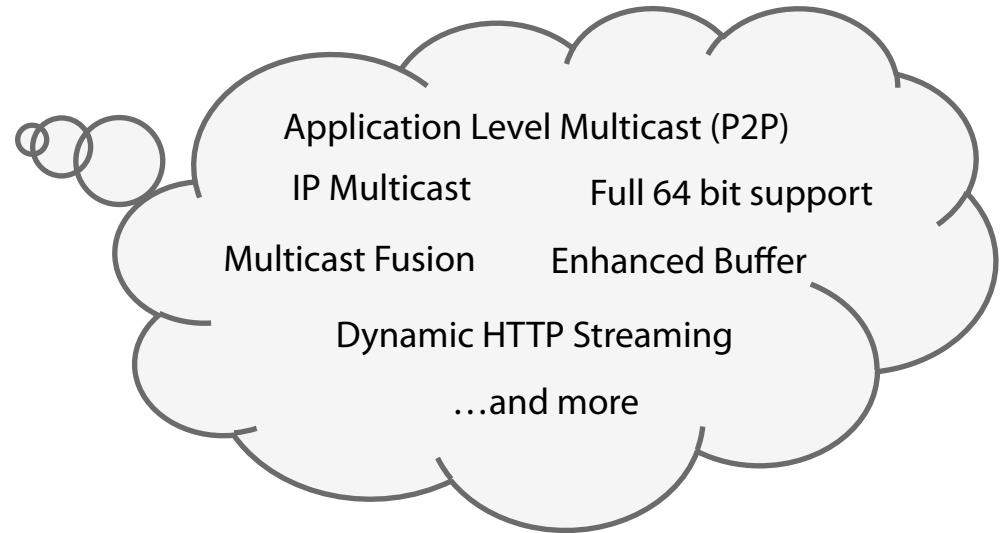 Application Level Multicast (P2P)
IP Multicast
Full 64 bit support
Multicast Fusion
Enhanced Buffer
Dynamic HTTP Streaming
…and more